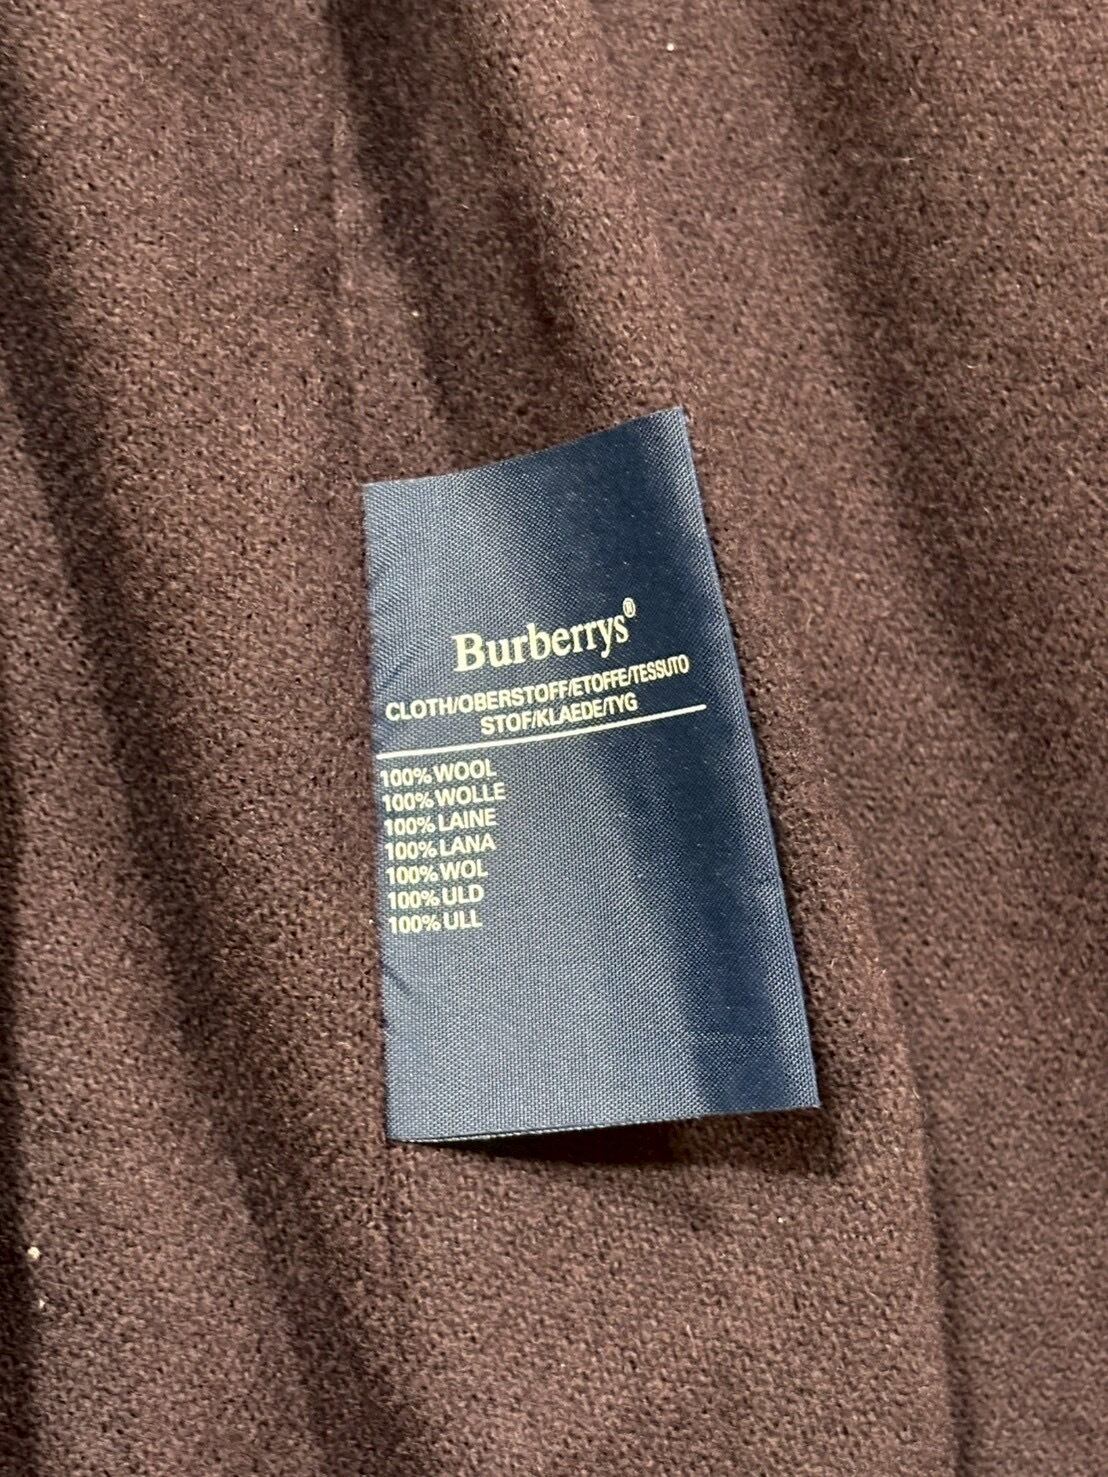 Burberrys®
CLOTH/OBERSTOFF/ETOFFE/TESSUTO
STOF/KLAEDE/TYG
100% WOOL
100% WOLLE
100% LAINE
100% LANA
100% WOL
100% ULD
100% ULL